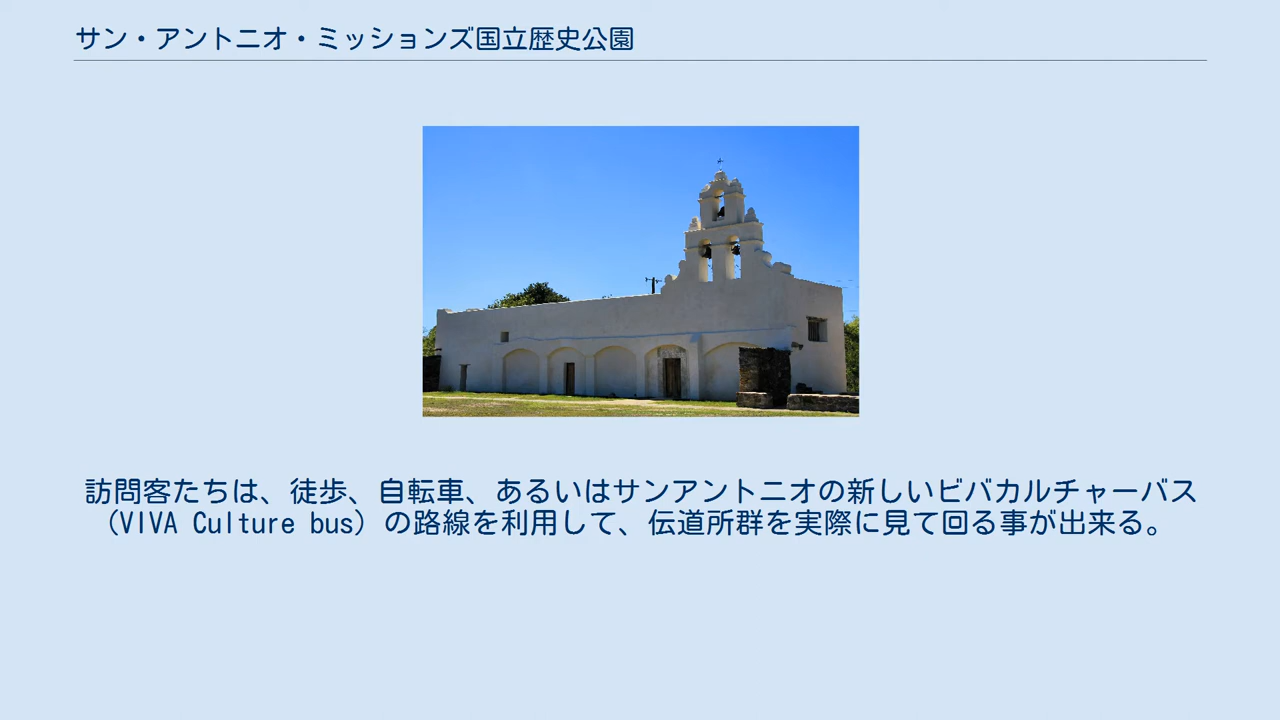 サン・アントニオ・ミッションズ国立歴史公園
訪問客たちは、徒歩、自転車、あるいはサンアントニオの新しいビバカルチャーバス
（VIVA Culture bus）の路線を利用して、伝道所群を実際に見て回る事が出来る。